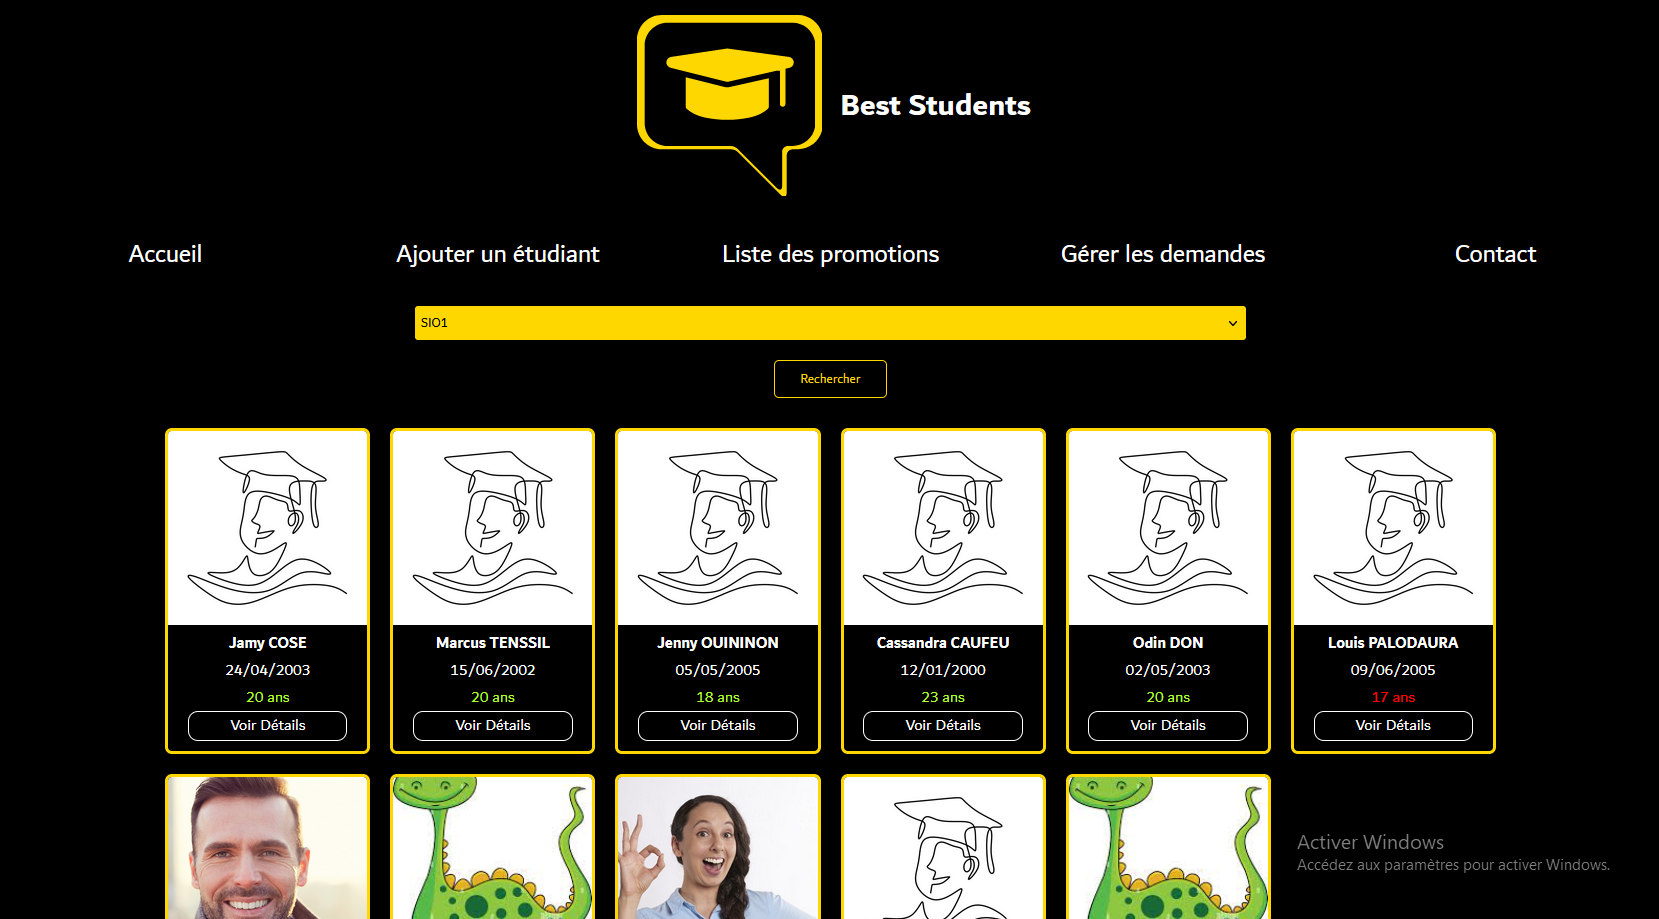 Best Students
Accueil Ajouter un étudiant Liste des promotions Gérer les demandes Contact
SIO1
Rechercher
Jamy COSE Marcus TENSSIL Jenny OUININON Cassandra CAUFEU Odin DON Louis PALODAURA
24/04/2003 15/06/2002 05/05/2005 12/01/2000 02/05/2003 09/06/2005
20 ans 20 ans 18 ans 23 ans 20 ans 17 ans
Voir Détails Voir Détails Voir Détails Voir Détails Voir Détails Voir Détails
Activer Windows
Accédez aux paramètres pour activer Windows.